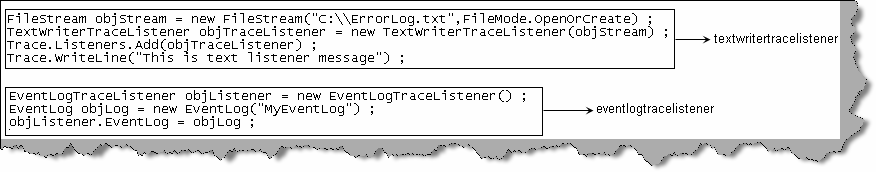 FileStream objStream = new FileStream("C:\\ErrorLog.txt",FileMode.OpenOrCreate) ;
TextWriterTraceListener objTraceListener = new TextWriterTraceListener(objStream) ;
Trace.Listeners.Add(objTraceListener) ;
Trace.WriteLine("This is text listener message") ;
textwritertracelistener
EventLogTraceListener objListener = new EventLogTraceListener() ;
EventLog objLog = new EventLog("MyEventLog") ;
objListener.EventLog = objLog ;
eventlogtracelistener